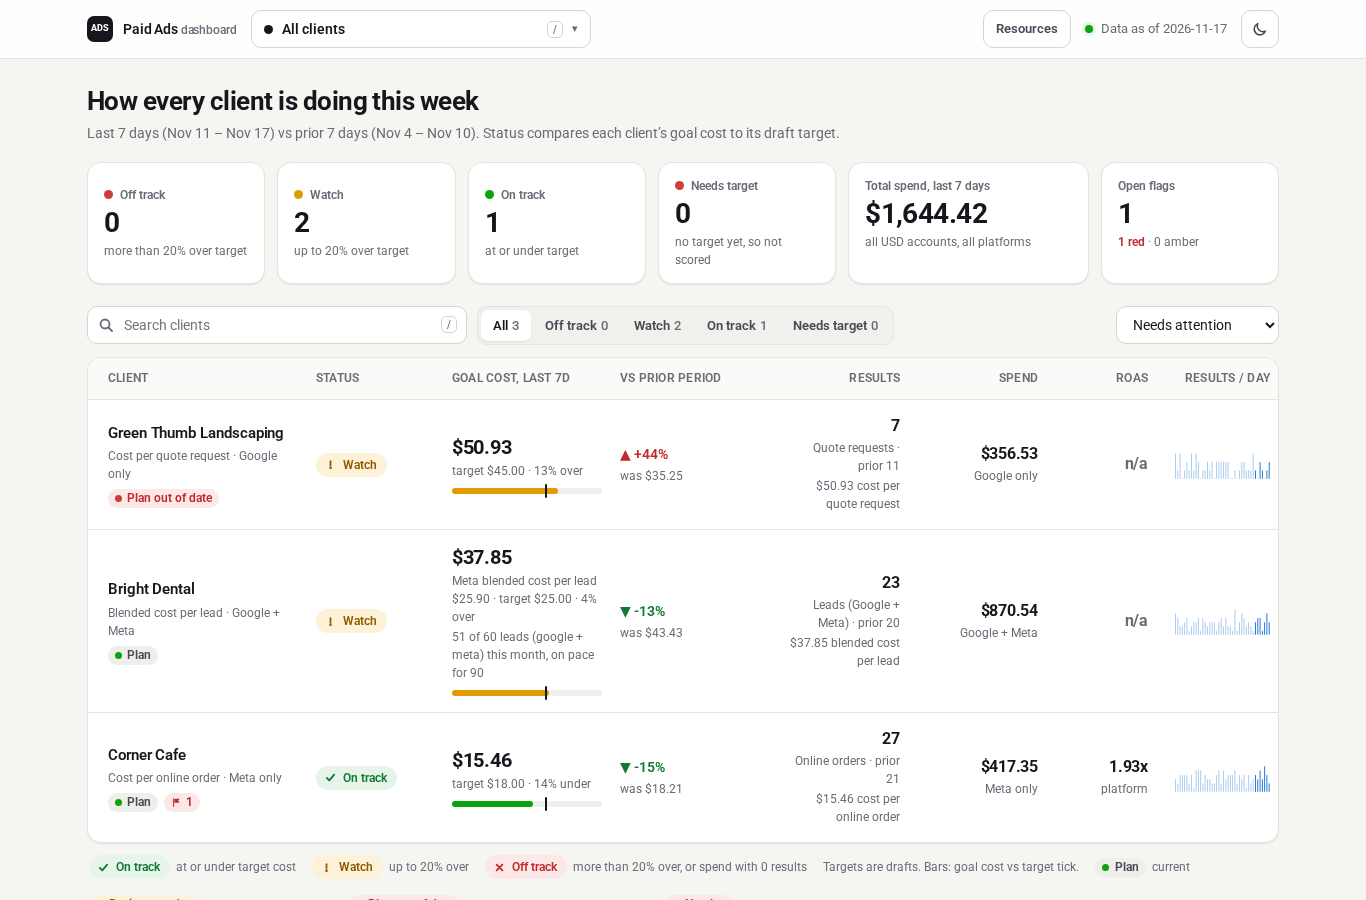 ADS Paid Ads dashboard All clients / Resources Data as of 2026-11-17
How every client is doing this week
Last 7 days (Nov 11 – Nov 17) vs prior 7 days (Nov 4 – Nov 10). Status compares each client's goal cost to its draft target.
Off track
0
more than 20% over target
Watch
2
up to 20% over target
On track
1
at or under target
Needs target
0
no target yet, so not
scored
Total spend, last 7 days
$1,644.42
all USD accounts, all platforms
Open flags
1
1 red · 0 amber
Search clients /
All 3 Off track 0 Watch 2 On track 1 Needs target 0
Needs attention
CLIENT STATUS GOAL COST, LAST 7D VS PRIOR PERIOD RESULTS SPEND ROAS RESULTS / DAY
Green Thumb Landscaping
Cost per quote request · Google
only
Plan out of date
Watch
$50.93
target $45.00 · 13% over
+44%
was $35.25
7
Quote requests ·
prior 11
$50.93 cost per
quote request
$356.53
Google only
n/a
Bright Dental
Blended cost per lead · Google +
Meta
Plan
Watch
$37.85
Meta blended cost per lead
$25.90 · target $25.00 · 4%
over
51 of 60 leads (google +
meta) this month, on pace
for 90
-13%
was $43.43
23
Leads (Google +
Meta) · prior 20
$37.85 blended cost
per lead
$870.54
Google + Meta
n/a
Corner Cafe
Cost per online order · Meta only
Plan 1
On track
$15.46
target $18.00 · 14% under
-15%
was $18.21
27
Online orders · prior
21
$15.46 cost per
online order
$417.35
Meta only
1.93x
platform
On track at or under target cost Watch up to 20% over Off track more than 20% over, or spend with 0 results Targets are drafts. Bars: goal cost vs target tick. Plan current